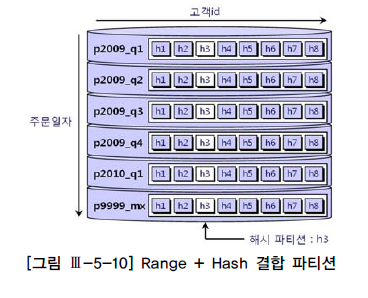 고객id
주문일자
p2009_q1 h1 h2 h3 h4 h5 h6 h7 h8
p2009_q2 h1 h2 h3 h4 h5 h6 h7 h8
p2009_q3 h1 h2 h3 h4 h5 h6 h7 h8
p2009_q4 h1 h2 h3 h4 h5 h6 h7 h8
p2010_q1 h1 h2 h3 h4 h5 h6 h7 h8
p9999_mx h1 h2 h3 h4 h5 h6 h7 h8
해시 파티션 : h3
[그림 Ⅲ-5-10] Range + Hash 결합 파티션